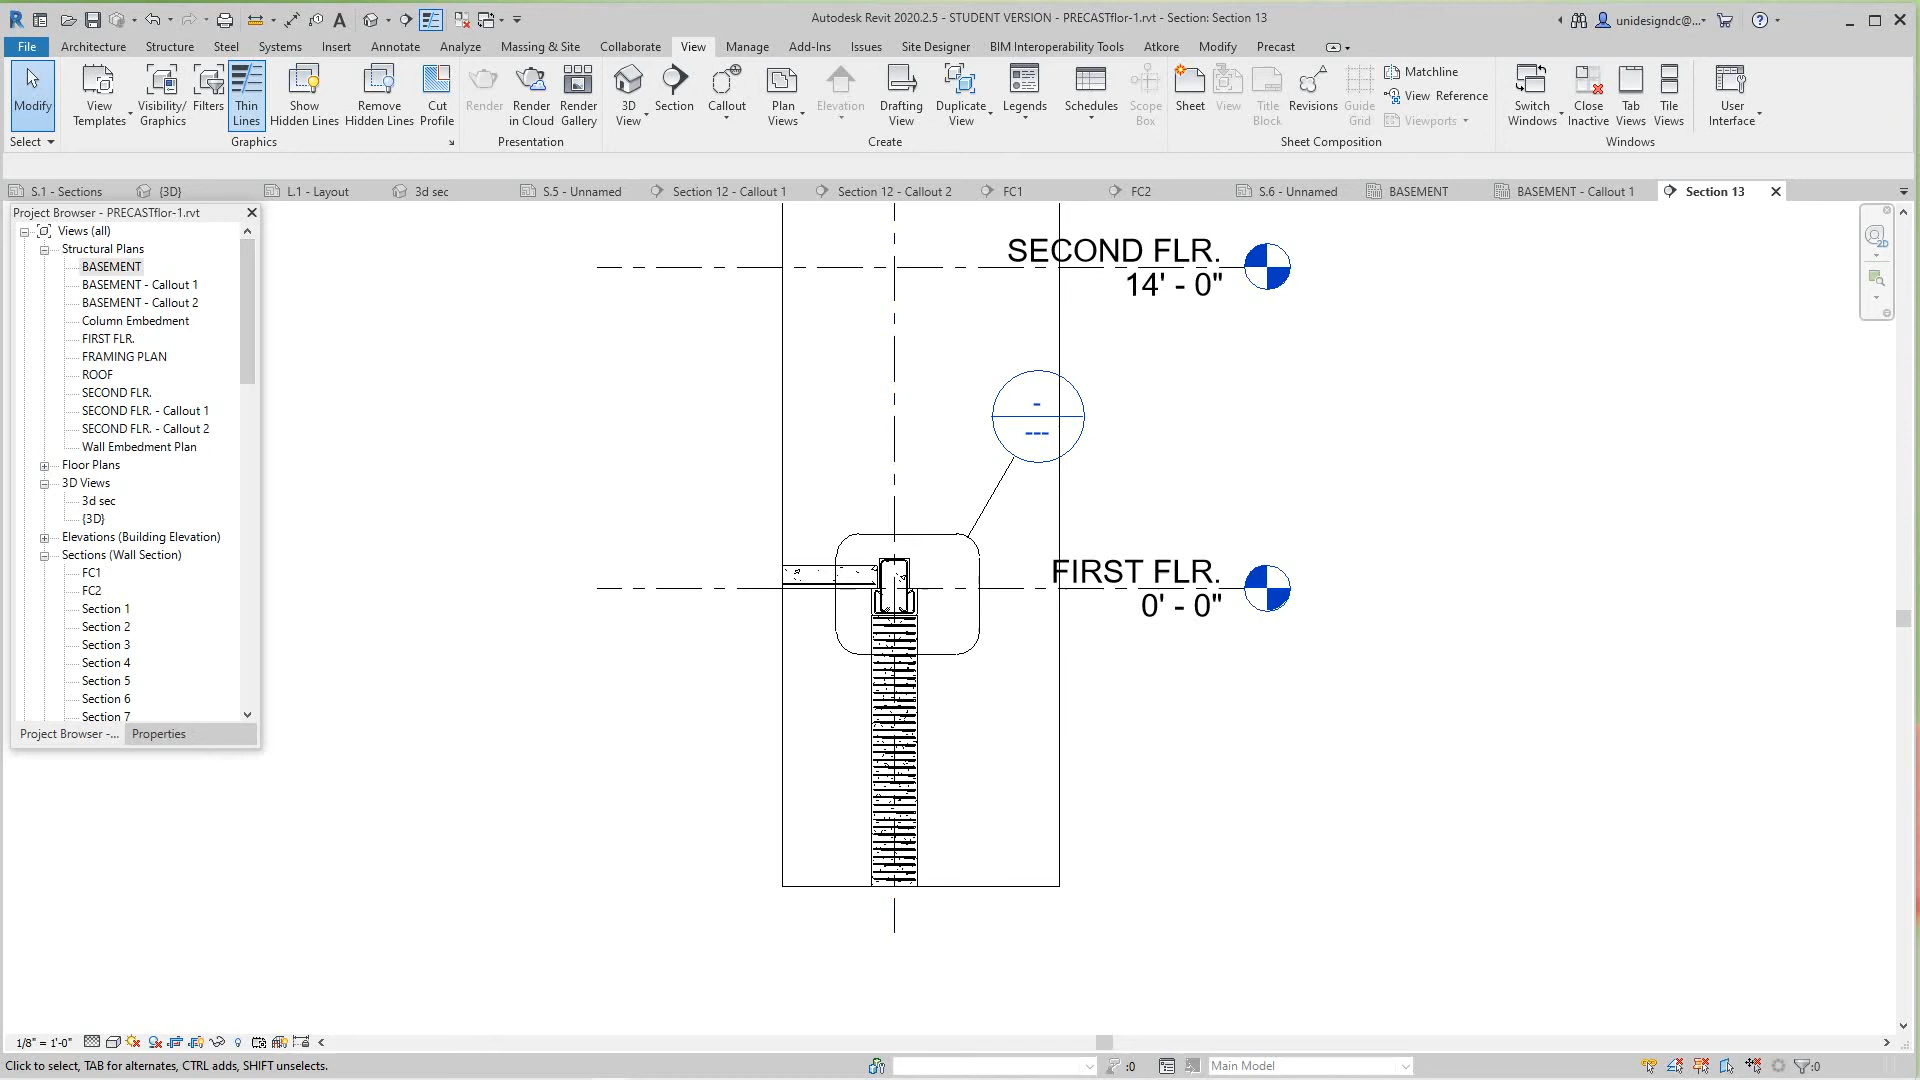 Autodesk Revit 2020.2.5 - STUDENT VERSION - PRECASTflor-1.rvt - Section: Section 13
unidesigndc@...
File Architecture Structure Steel Systems Insert Annotate Analyze Massing & Site Collaborate View Manage Add-Ins Issues Site Designer BIM Interoperability Tools Atkore Modify Precast
Modify
View Templates
Visibility/ Graphics
Filters
Thin Lines
Show Hidden Lines
Remove Hidden Lines
Cut Profile
Render
Render in Cloud
Render Gallery
3D View
Section
Callout
Plan Views
Elevation
Drafting View
Duplicate View
Legends
Schedules
Scope Box
Sheet
View
Title Block
Revisions
Guide Grid
Matchline
View Reference
Viewports
Switch Windows
Close Inactive
Tab Views
Tile Views
User Interface
Select Graphics Presentation Create Sheet Composition Windows
S.1 - Sections {3D} L.1 - Layout 3d sec S.5 - Unnamed Section 12 - Callout 1 Section 12 - Callout 2 FC1 FC2 S.6 - Unnamed BASEMENT BASEMENT - Callout 1 Section 13
Project Browser - PRECASTflor-1.rvt
Views (all)
Structural Plans
BASEMENT
BASEMENT - Callout 1
BASEMENT - Callout 2
Column Embedment
FIRST FLR.
FRAMING PLAN
ROOF
SECOND FLR.
SECOND FLR. - Callout 1
SECOND FLR. - Callout 2
Wall Embedment Plan
Floor Plans
3D Views
3d sec
{3D}
Elevations (Building Elevation)
Sections (Wall Section)
FC1
FC2
Section 1
Section 2
Section 3
Section 4
Section 5
Section 6
Section 7
Project Browser -... Properties
SECOND FLR.
14' - 0"
-
---
FIRST FLR.
0' - 0"
2D
1/8" = 1'-0"
Click to select, TAB for alternates, CTRL adds, SHIFT unselects.
:0
Main Model
:0